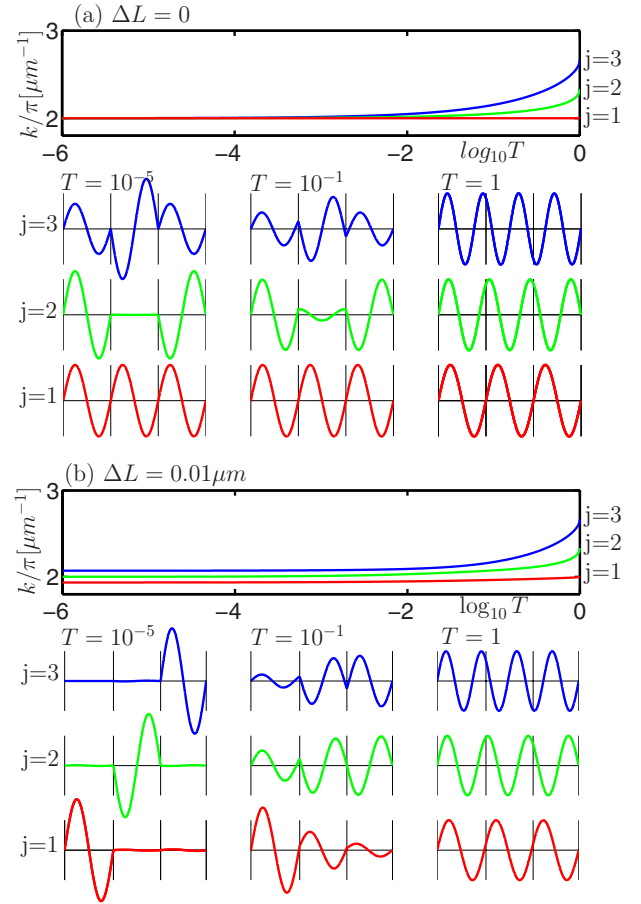 (a) ΔL = 0
3
2
k/π[μm⁻¹]
j=3
j=2
j=1
-6 -4 -2 log₁₀T 0
T = 10⁻⁵ T = 10⁻¹ T = 1
j=3
j=2
j=1
(b) ΔL = 0.01μm
3
2
k/π[μm⁻¹]
j=3
j=2
j=1
-6 -4 -2 log₁₀ T 0
T = 10⁻⁵ T = 10⁻¹ T = 1
j=3
j=2
j=1